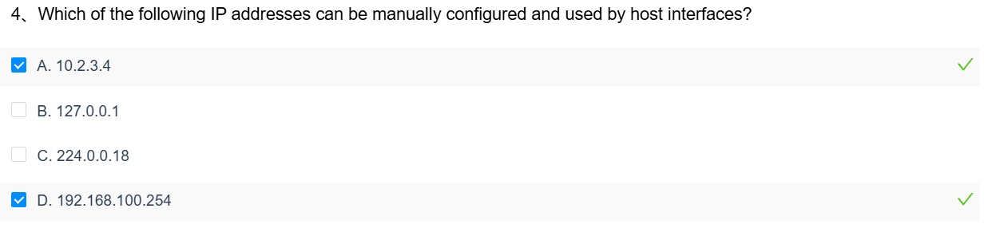 4、Which of the following IP addresses can be manually configured and used by host interfaces?
A. 10.2.3.4
B. 127.0.0.1
C. 224.0.0.18
D. 192.168.100.254